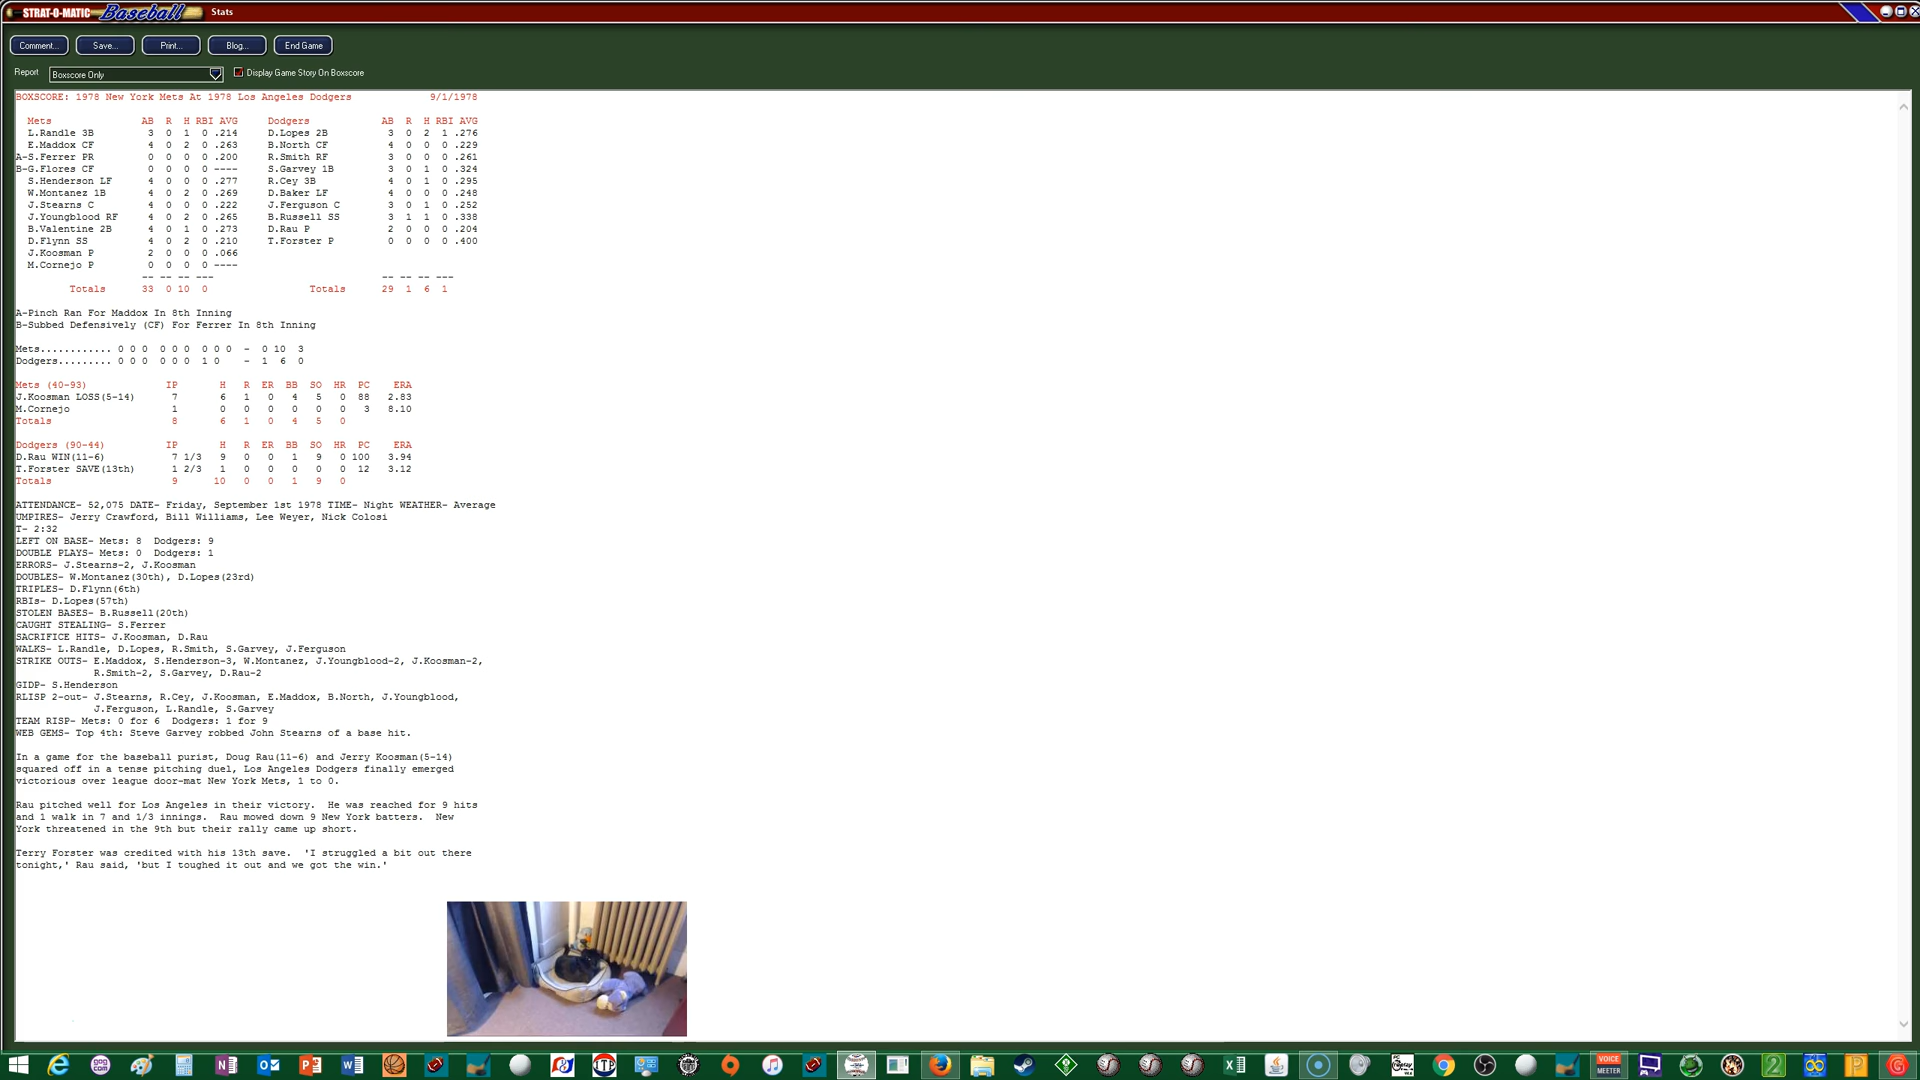 STRAT-O-MATIC Baseball Stats
Comment... Save... Print... Blog... End Game
Report Boxscore Only Display Game Story On Boxscore
BOXSCORE: 1978 New York Mets At 1978 Los Angeles Dodgers 9/1/1978
Mets AB R H RBI AVG Dodgers AB R H RBI AVG
L.Randle 3B 3 0 1 0 .214 D.Lopes 2B 3 0 2 1 .276
E.Maddox CF 4 0 2 0 .263 B.North CF 4 0 0 0 .229
A-S.Ferrer PR 0 0 0 0 .200 R.Smith RF 3 0 0 0 .261
B-G.Flores CF 0 0 0 0 ---- S.Garvey 1B 3 0 1 0 .324
S.Henderson LF 4 0 0 0 .277 R.Cey 3B 4 0 1 0 .295
W.Montanez 1B 4 0 2 0 .269 D.Baker LF 4 0 0 0 .248
J.Stearns C 4 0 0 0 .222 J.Ferguson C 3 0 1 0 .252
J.Youngblood RF 4 0 2 0 .265 B.Russell SS 3 1 1 0 .338
B.Valentine 2B 4 0 1 0 .273 D.Rau P 2 0 0 0 .204
D.Flynn SS 4 0 2 0 .210 T.Forster P 0 0 0 0 .400
J.Koosman P 2 0 0 0 .066
M.Cornejo P 0 0 0 0 ----
-- -- -- --- -- -- -- ---
Totals 33 0 10 0 Totals 29 1 6 1
A-Pinch Ran For Maddox In 8th Inning
B-Subbed Defensively (CF) For Ferrer In 8th Inning
Mets............ 0 0 0 0 0 0 0 0 0 - 0 10 3
Dodgers......... 0 0 0 0 0 0 1 0 - 1 6 0
Mets (40-93) IP H R ER BB SO HR PC ERA
J.Koosman LOSS(5-14) 7 6 1 0 4 5 0 88 2.83
M.Cornejo 1 0 0 0 0 0 0 3 8.10
Totals 8 6 1 0 4 5 0
Dodgers (90-44) IP H R ER BB SO HR PC ERA
D.Rau WIN(11-6) 7 1/3 9 0 0 1 9 0 100 3.94
T.Forster SAVE(13th) 1 2/3 1 0 0 0 0 0 12 3.12
Totals 9 10 0 0 1 9 0
ATTENDANCE- 52,075 DATE- Friday, September 1st 1978 TIME- Night WEATHER- Average
UMPIRES- Jerry Crawford, Bill Williams, Lee Weyer, Nick Colosi
T- 2:32
LEFT ON BASE- Mets: 8 Dodgers: 9
DOUBLE PLAYS- Mets: 0 Dodgers: 1
ERRORS- J.Stearns-2, J.Koosman
DOUBLES- W.Montanez(30th), D.Lopes(23rd)
TRIPLES- D.Flynn(6th)
RBIs- D.Lopes(57th)
STOLEN BASES- B.Russell(20th)
CAUGHT STEALING- S.Ferrer
SACRIFICE HITS- J.Koosman, D.Rau
WALKS- L.Randle, D.Lopes, R.Smith, S.Garvey, J.Ferguson
STRIKE OUTS- E.Maddox, S.Henderson-3, W.Montanez, J.Youngblood-2, J.Koosman-2,
R.Smith-2, S.Garvey, D.Rau-2
GIDP- S.Henderson
RLISP 2-out- J.Stearns, R.Cey, J.Koosman, E.Maddox, B.North, J.Youngblood,
J.Ferguson, L.Randle, S.Garvey
TEAM RISP- Mets: 0 for 6 Dodgers: 1 for 9
WEB GEMS- Top 4th: Steve Garvey robbed John Stearns of a base hit.
In a game for the baseball purist, Doug Rau(11-6) and Jerry Koosman(5-14)
squared off in a tense pitching duel, Los Angeles Dodgers finally emerged
victorious over league door-mat New York Mets, 1 to 0.
Rau pitched well for Los Angeles in their victory. He was reached for 9 hits
and 1 walk in 7 and 1/3 innings. Rau mowed down 9 New York batters. New
York threatened in the 9th but their rally came up short.
Terry Forster was credited with his 13th save. 'I struggled a bit out there
tonight,' Rau said, 'but I toughed it out and we got the win.'
VOICE MEETER